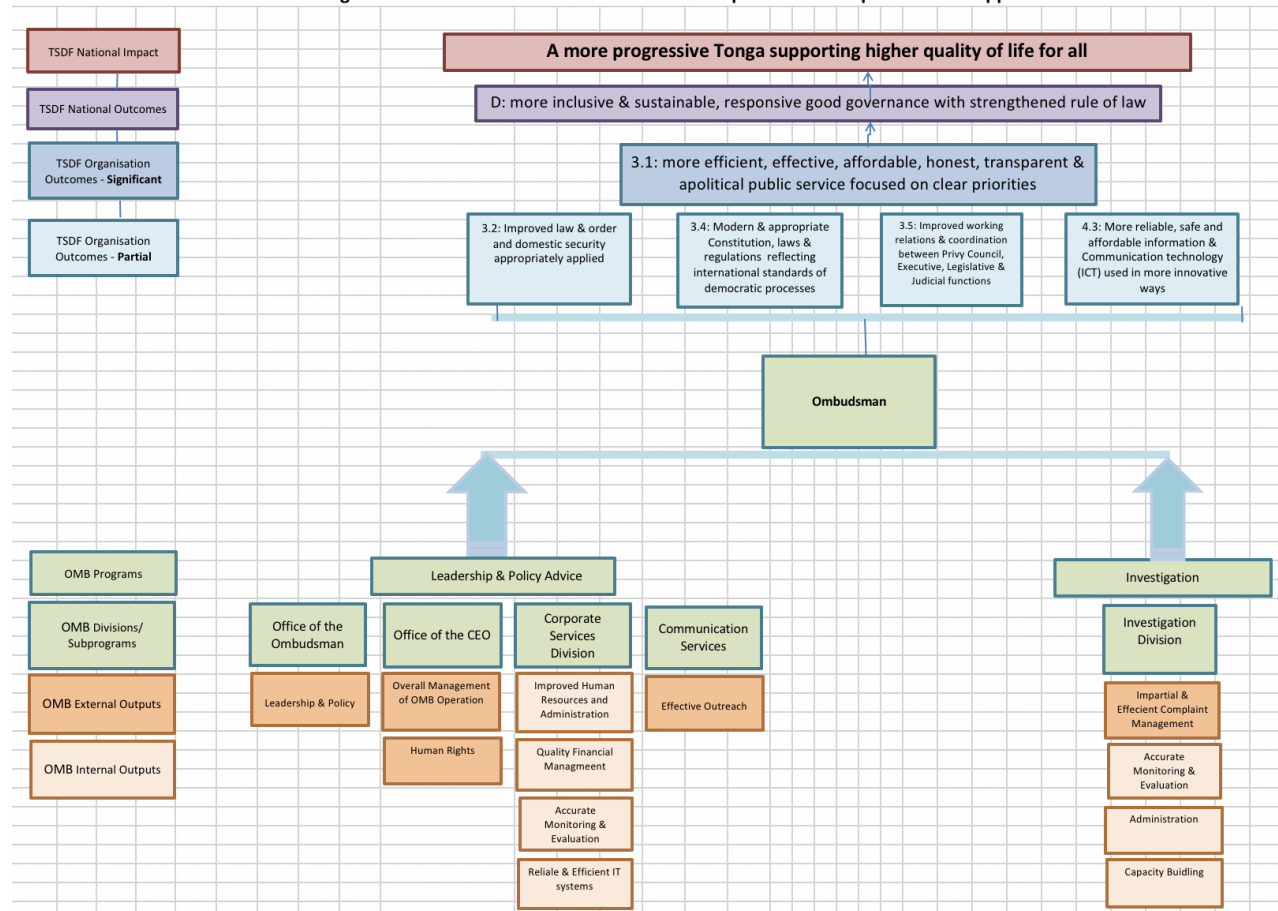 TSDF National Impact
A more progressive Tonga supporting higher quality of life for all
TSDF National Outcomes
D: more inclusive & sustainable, responsive good governance with strengthened rule of law
TSDF Organisation
Outcomes - Significant
3.1: more efficient, effective, affordable, honest, transparent &
apolitical public service focused on clear priorities
TSDF Organisation
Outcomes - Partial
3.2: Improved law & order
and domestic security
appropriately applied
3.4: Modern & appropriate
Constitution, laws &
regulations reflecting
international standards of
democratic processes
3.5: Improved working
relations & coordination
between Privy Council,
Executive, Legislative &
Judicial functions
4.3: More reliable, safe and
affordable information &
Communication technology
(ICT) used in more innovative
ways
Ombudsman
OMB Programs
Leadership & Policy Advice
Investigation
OMB Divisions/
Subprograms
Office of the
Ombudsman
Office of the CEO
Corporate
Services
Division
Communication
Services
Investigation
Division
OMB External Outputs
Leadership & Policy
Overall Management
of OMB Operation
Improved Human
Resources and
Administration
Effective Outreach
Impartial &
Effecient Complaint
Management
OMB Internal Outputs
Human Rights
Quality Financial
Managmeent
Accurate
Monitoring &
Evaluation
Accurate
Monitoring &
Evaluation
Administration
Reliale & Efficient IT
systems
Capacity Buidling